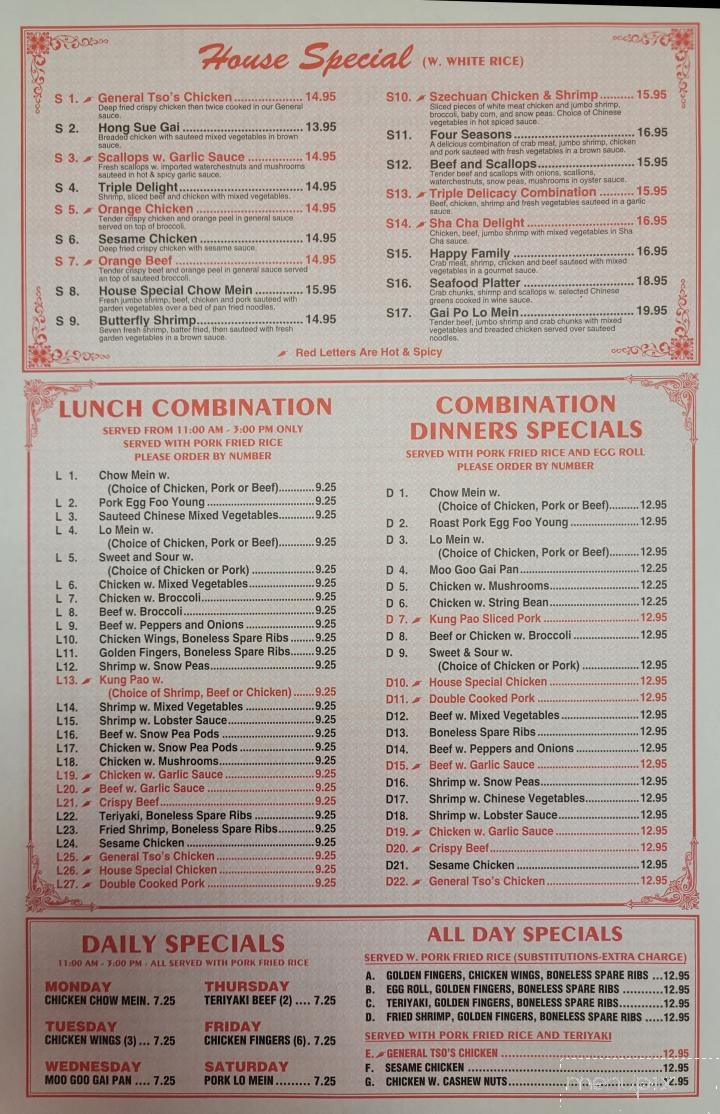 House Special (W. WHITE RICE)
S 1. General Tso's Chicken ................... 14.95
Deep fried crispy chicken then twice cooked in our General
sauce.
S 2. Hong Sue Gai ................... 13.95
Breaded chicken with sauteed mixed vegetables in brown
sauce.
S 3. Scallops w. Garlic Sauce ................... 14.95
Fresh scallops w. imported waterchestnuts and mushrooms
sauteed in hot & spicy garlic sauce.
S 4. Triple Delight ................... 14.95
Shrimp, sliced beef and chicken with mixed vegetables.
S 5. Orange Chicken ................... 14.95
Tender crispy chicken and orange peel in general sauce
served on top of broccoli.
S 6. Sesame Chicken ................... 14.95
Deep fried crispy chicken with sesame sauce.
S 7. Orange Beef ................... 14.95
Tender crispy beef and orange peel in general sauce served
an top of sauteed broccoli.
S 8. House Special Chow Mein ................... 15.95
Fresh jumbo shrimp, beef, chicken and pork sauteed with
garden vegetables over a bed of pan fried noodles.
S 9. Butterfly Shrimp ................... 14.95
Seven fresh shrimp, batter fried, then sauteed with fresh
garden vegetables in a brown sauce.
S10. Szechuan Chicken & Shrimp .......... 15.95
Sliced pieces of white meat chicken and jumbo shrimp,
broccoli, baby corn, and snow peas. Choice of Chinese
vegetables in hot spiced sauce.
S11. Four Seasons ................... 16.95
A delicious combination of crab meat, jumbo shrimp, chicken
and pork sauteed with fresh vegetables in a brown sauce.
S12. Beef and Scallops ................... 15.95
Tender beef and scallops with onions, scallions,
waterchestnuts, snow peas, mushrooms in oyster sauce.
S13. Triple Delicacy Combination .......... 15.95
Beef, chicken, shrimp and fresh vegetables sauteed in a garlic
sauce.
S14. Sha Cha Delight ................... 16.95
Chicken, beef, jumbo shrimp with mixed vegetables in Sha
Cha sauce.
S15. Happy Family ................... 16.95
Crab meat, shrimp, chicken and beef sauteed with mixed
vegetables in a gourmet sauce.
S16. Seafood Platter ................... 18.95
Crab chunks, shrimp and scallops w. selected Chinese
greens cooked in wine sauce.
S17. Gai Po Lo Mein ................... 19.95
Tender beef, jumbo shrimp and crab chunks with mixed
vegetables and breaded chicken served over sauteed
noodles.
Red Letters Are Hot & Spicy
LUNCH COMBINATION
SERVED FROM 11:00 AM - 3:00 PM ONLY
SERVED WITH PORK FRIED RICE
PLEASE ORDER BY NUMBER
L 1. Chow Mein w.
(Choice of Chicken, Pork or Beef)............ 9.25
L 2. Pork Egg Foo Young ................... 9.25
L 3. Sauteed Chinese Mixed Vegetables ............ 9.25
L 4. Lo Mein w.
(Choice of Chicken, Pork or Beef)............ 9.25
L 5. Sweet and Sour w.
(Choice of Chicken or Pork) ............ 9.25
L 6. Chicken w. Mixed Vegetables ............ 9.25
L 7. Chicken w. Broccoli ................... 9.25
L 8. Beef w. Broccoli ................... 9.25
L 9. Beef w. Peppers and Onions ............ 9.25
L10. Chicken Wings, Boneless Spare Ribs ........ 9.25
L11. Golden Fingers, Boneless Spare Ribs........ 9.25
L12. Shrimp w. Snow Peas ................... 9.25
L13. Kung Pao w.
(Choice of Shrimp, Beef or Chicken) ....... 9.25
L14. Shrimp w. Mixed Vegetables ............ 9.25
L15. Shrimp w. Lobster Sauce ............ 9.25
L16. Beef w. Snow Pea Pods ............ 9.25
L17. Chicken w. Snow Pea Pods ............ 9.25
L18. Chicken w. Mushrooms ............ 9.25
L19. Chicken w. Garlic Sauce ............ 9.25
L20. Beef w. Garlic Sauce ............ 9.25
L21. Crispy Beef ................... 9.25
L22. Teriyaki, Boneless Spare Ribs ............ 9.25
L23. Fried Shrimp, Boneless Spare Ribs ............ 9.25
L24. Sesame Chicken ................... 9.25
L25. General Tso's Chicken ............ 9.25
L26. House Special Chicken ............ 9.25
L27. Double Cooked Pork ............ 9.25
COMBINATION
DINNERS SPECIALS
SERVED WITH PORK FRIED RICE AND EGG ROLL
PLEASE ORDER BY NUMBER
D 1. Chow Mein w.
(Choice of Chicken, Pork or Beef).......... 12.95
D 2. Roast Pork Egg Foo Young ............ 12.95
D 3. Lo Mein w.
(Choice of Chicken, Pork or Beef).......... 12.95
D 4. Moo Goo Gai Pan ................... 12.25
D 5. Chicken w. Mushrooms ............ 12.25
D 6. Chicken w. String Bean ............ 12.25
D 7. Kung Pao Sliced Pork ............ 12.95
D 8. Beef or Chicken w. Broccoli ............ 12.95
D 9. Sweet & Sour w.
(Choice of Chicken or Pork) ............ 12.95
D10. House Special Chicken ............ 12.95
D11. Double Cooked Pork ............ 12.95
D12. Beef w. Mixed Vegetables ............ 12.95
D13. Boneless Spare Ribs ............ 12.95
D14. Beef w. Peppers and Onions ............ 12.95
D15. Beef w. Garlic Sauce ............ 12.95
D16. Shrimp w. Snow Peas ............ 12.95
D17. Shrimp w. Chinese Vegetables ............ 12.95
D18. Shrimp w. Lobster Sauce ............ 12.95
D19. Chicken w. Garlic Sauce ............ 12.95
D20. Crispy Beef ................... 12.95
D21. Sesame Chicken ................... 12.95
D22. General Tso's Chicken ............ 12.95
DAILY SPECIALS
11:00 AM - 3:00 PM - ALL SERVED WITH PORK FRIED RICE
MONDAY
CHICKEN CHOW MEIN. 7.25
TUESDAY
CHICKEN WINGS (3) ... 7.25
WEDNESDAY
MOO GOO GAI PAN .... 7.25
THURSDAY
TERIYAKI BEEF (2) .... 7.25
FRIDAY
CHICKEN FINGERS (6). 7.25
SATURDAY
PORK LO MEIN ......... 7.25
ALL DAY SPECIALS
SERVED W. PORK FRIED RICE (SUBSTITUTIONS-EXTRA CHARGE)
A. GOLDEN FINGERS, CHICKEN WINGS, BONELESS SPARE RIBS ...12.95
B. EGG ROLL, GOLDEN FINGERS, BONELESS SPARE RIBS ...........12.95
C. TERIYAKI, GOLDEN FINGERS, BONELESS SPARE RIBS............12.95
D. FRIED SHRIMP, GOLDEN FINGERS, BONELESS SPARE RIBS .....12.95
SERVED WITH PORK FRIED RICE AND TERIYAKI
E. GENERAL TSO'S CHICKEN ................... 12.95
F. SESAME CHICKEN ................... 12.95
G. CHICKEN W. CASHEW NUTS ................... 12.95
menupix